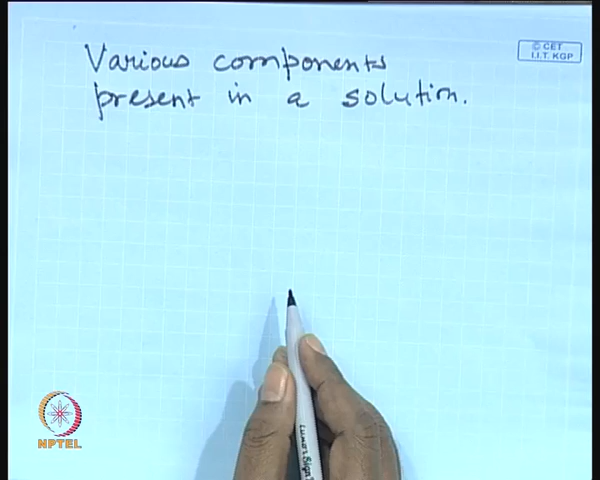 Various components
present in a solution.
© CET
I.I.T. KGP
NPTEL